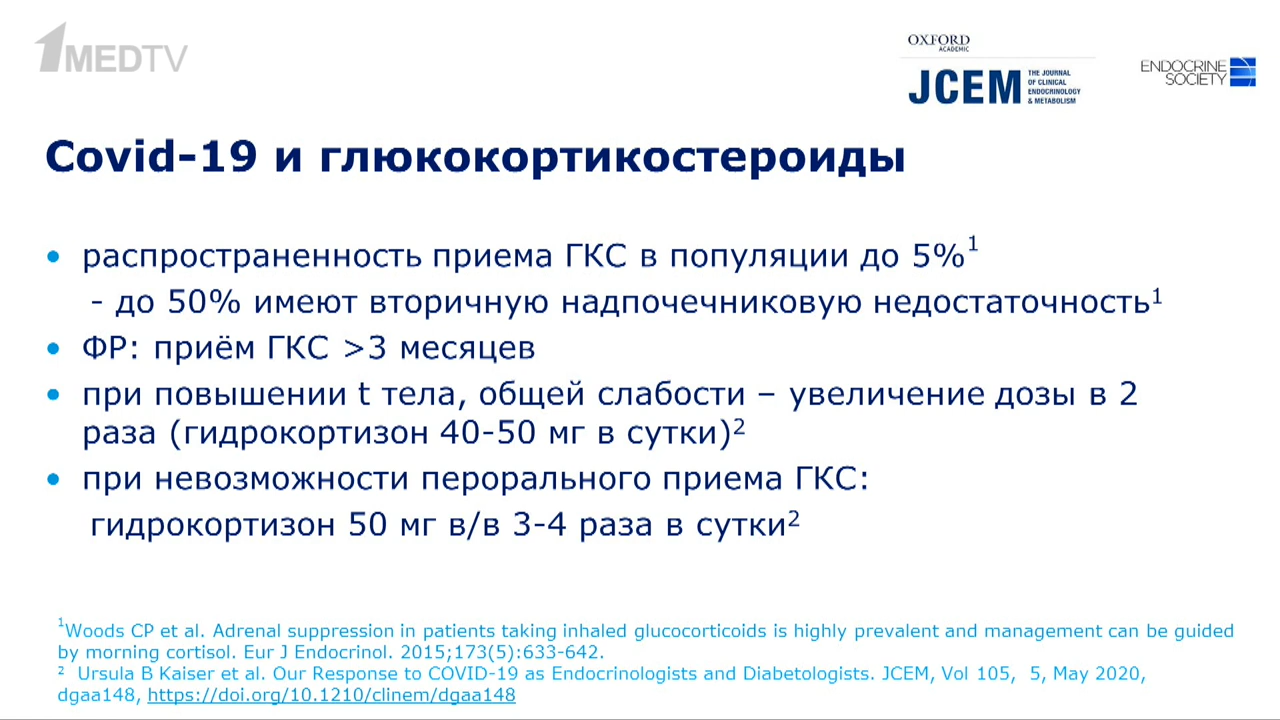 1MEDTV
OXFORD
ACADEMIC
JCEM
THE JOURNAL
OF CLINICAL
ENDOCRINOLOGY
& METABOLISM
ENDOCRINE
SOCIETY
Covid-19 и глюкокортикостероиды
• распространенность приема ГКС в популяции до 5%¹
- до 50% имеют вторичную надпочечниковую недостаточность¹
• ФР: приём ГКС >3 месяцев
• при повышении t тела, общей слабости – увеличение дозы в 2
раза (гидрокортизон 40-50 мг в сутки)²
• при невозможности перорального приема ГКС:
гидрокортизон 50 мг в/в 3-4 раза в сутки²
¹Woods CP et al. Adrenal suppression in patients taking inhaled glucocorticoids is highly prevalent and management can be guided
by morning cortisol. Eur J Endocrinol. 2015;173(5):633-642.
² Ursula B Kaiser et al. Our Response to COVID-19 as Endocrinologists and Diabetologists. JCEM, Vol 105, 5, May 2020,
dgaa148, https://doi.org/10.1210/clinem/dgaa148